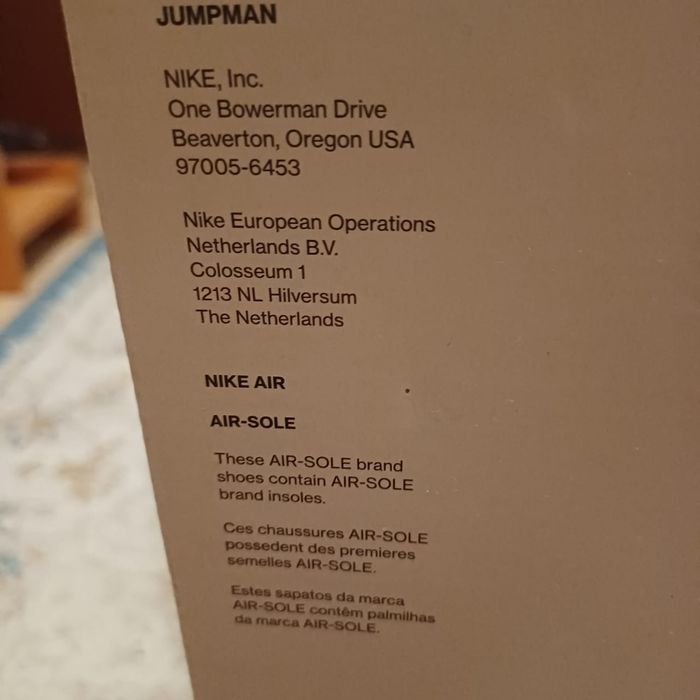 JUMPMAN
NIKE, Inc.
One Bowerman Drive
Beaverton, Oregon USA
97005-6453
Nike European Operations
Netherlands B.V.
Colosseum 1
1213 NL Hilversum
The Netherlands
NIKE AIR
AIR-SOLE
These AIR-SOLE brand
shoes contain AIR-SOLE
brand insoles.
Ces chaussures AIR-SOLE
possedent des premieres
semelles AIR-SOLE.
Estes sapatos da marca
AIR-SOLE contêm palmilhas
da marca AIR-SOLE.